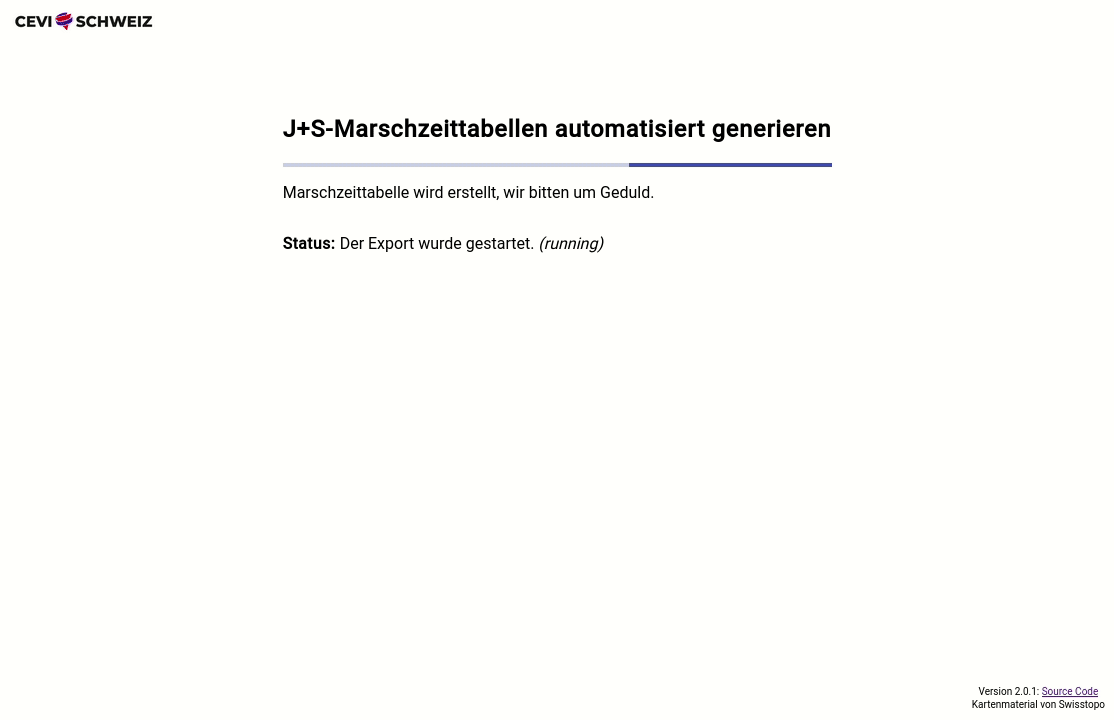 CEVI SCHWEIZ
J+S-Marschzeittabellen automatisiert generieren
Marschzeittabelle wird erstellt, wir bitten um Geduld.
Status: Der Export wurde gestartet. (running)
Version 2.0.1: Source Code
Kartenmaterial von Swisstopo